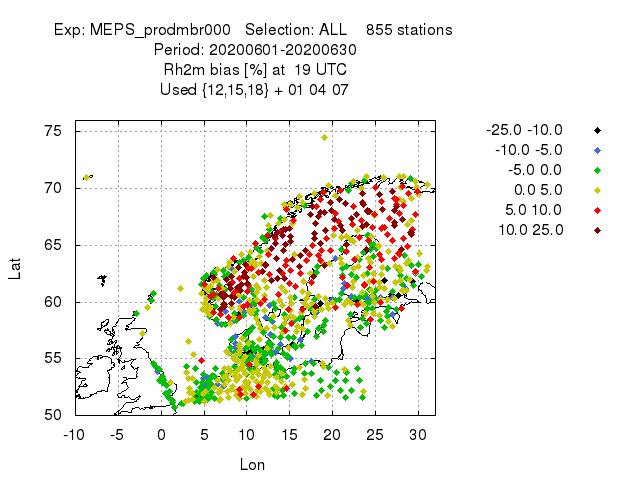 Exp: MEPS_prodmbr000 Selection: ALL 855 stations
Period: 20200601-20200630
Rh2m bias [%] at 19 UTC
Used {12,15,18} + 01 04 07
-25.0 -10.0
-10.0 -5.0
-5.0 0.0
0.0 5.0
5.0 10.0
10.0 25.0
75
70
65
60
55
50
Lat
-10 -5 0 5 10 15 20 25 30
Lon